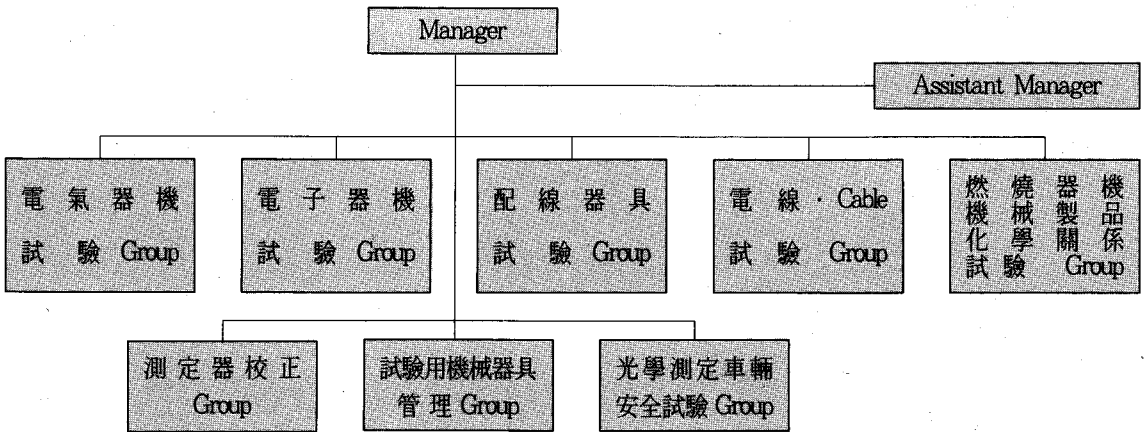 Manager
Assistant Manager
電氣器機
試驗 Group
電子器機
試驗 Group
配線器具
試驗 Group
電線·Cable
試驗 Group
燃燒器機
機械製品
化學關係
試驗 Group
測定器校正
Group
試驗用機械器具
管理 Group
光學測定車輛
安全試驗 Group